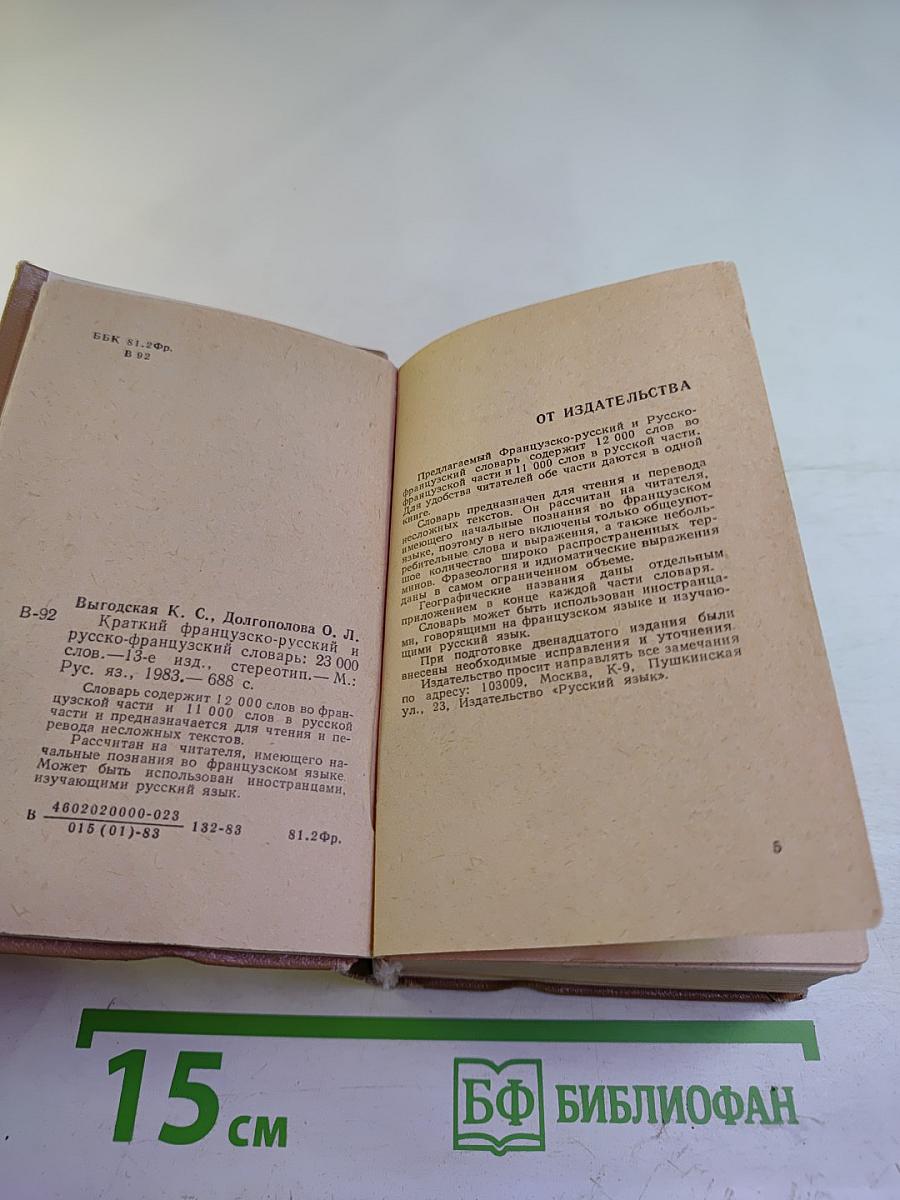 ББК 81.2Фр.
В 92
Выгодская К. С., Долгополова О. Л.
В-92
Краткий французско-русский и
русско-французский словарь: 23 000
слов.—13-е изд., стереотип.— М.:
Рус. яз., 1983.— 688 с.
Словарь содержит 12 000 слов во фран-
цузской части и 11 000 слов в русской
части и предназначается для чтения и пе-
ревода несложных текстов.
Рассчитан на читателя, имеющего на-
чальные познания во французском языке.
Может быть использован иностранцами,
изучающими русский язык.
В 4602020000-023
015 (01)-83
132-83 81.2Фр.
ОТ ИЗДАТЕЛЬСТВА
Предлагаемый Французско-русский и Русско-
французский словарь содержит 12 000 слов во
французской части и 11 000 слов в русской части.
Для удобства читателей обе части даются в одной
книге.
Словарь предназначен для чтения и перевода
несложных текстов. Он рассчитан на читателя,
имеющего начальные познания во французском
языке, поэтому в него включены только общеупот-
ребительные слова и выражения, а также неболь-
шое количество широко распространенных тер-
минов. Фразеология и идиоматические выражения
даны в самом ограниченном объеме.
Географические названия даны отдельным
приложением в конце каждой части словаря.
Словарь может быть использован иностранца-
ми, говорящими на французском языке и изучаю-
щими русский язык.
При подготовке двенадцатого издания были
внесены необходимые исправления и уточнения.
Издательство просит направлять все замечания
по адресу: 103009, Москва, К-9, Пушкинская
ул., 23, Издательство «Русский язык».
5
15 см
БФ БИБЛИОФАН